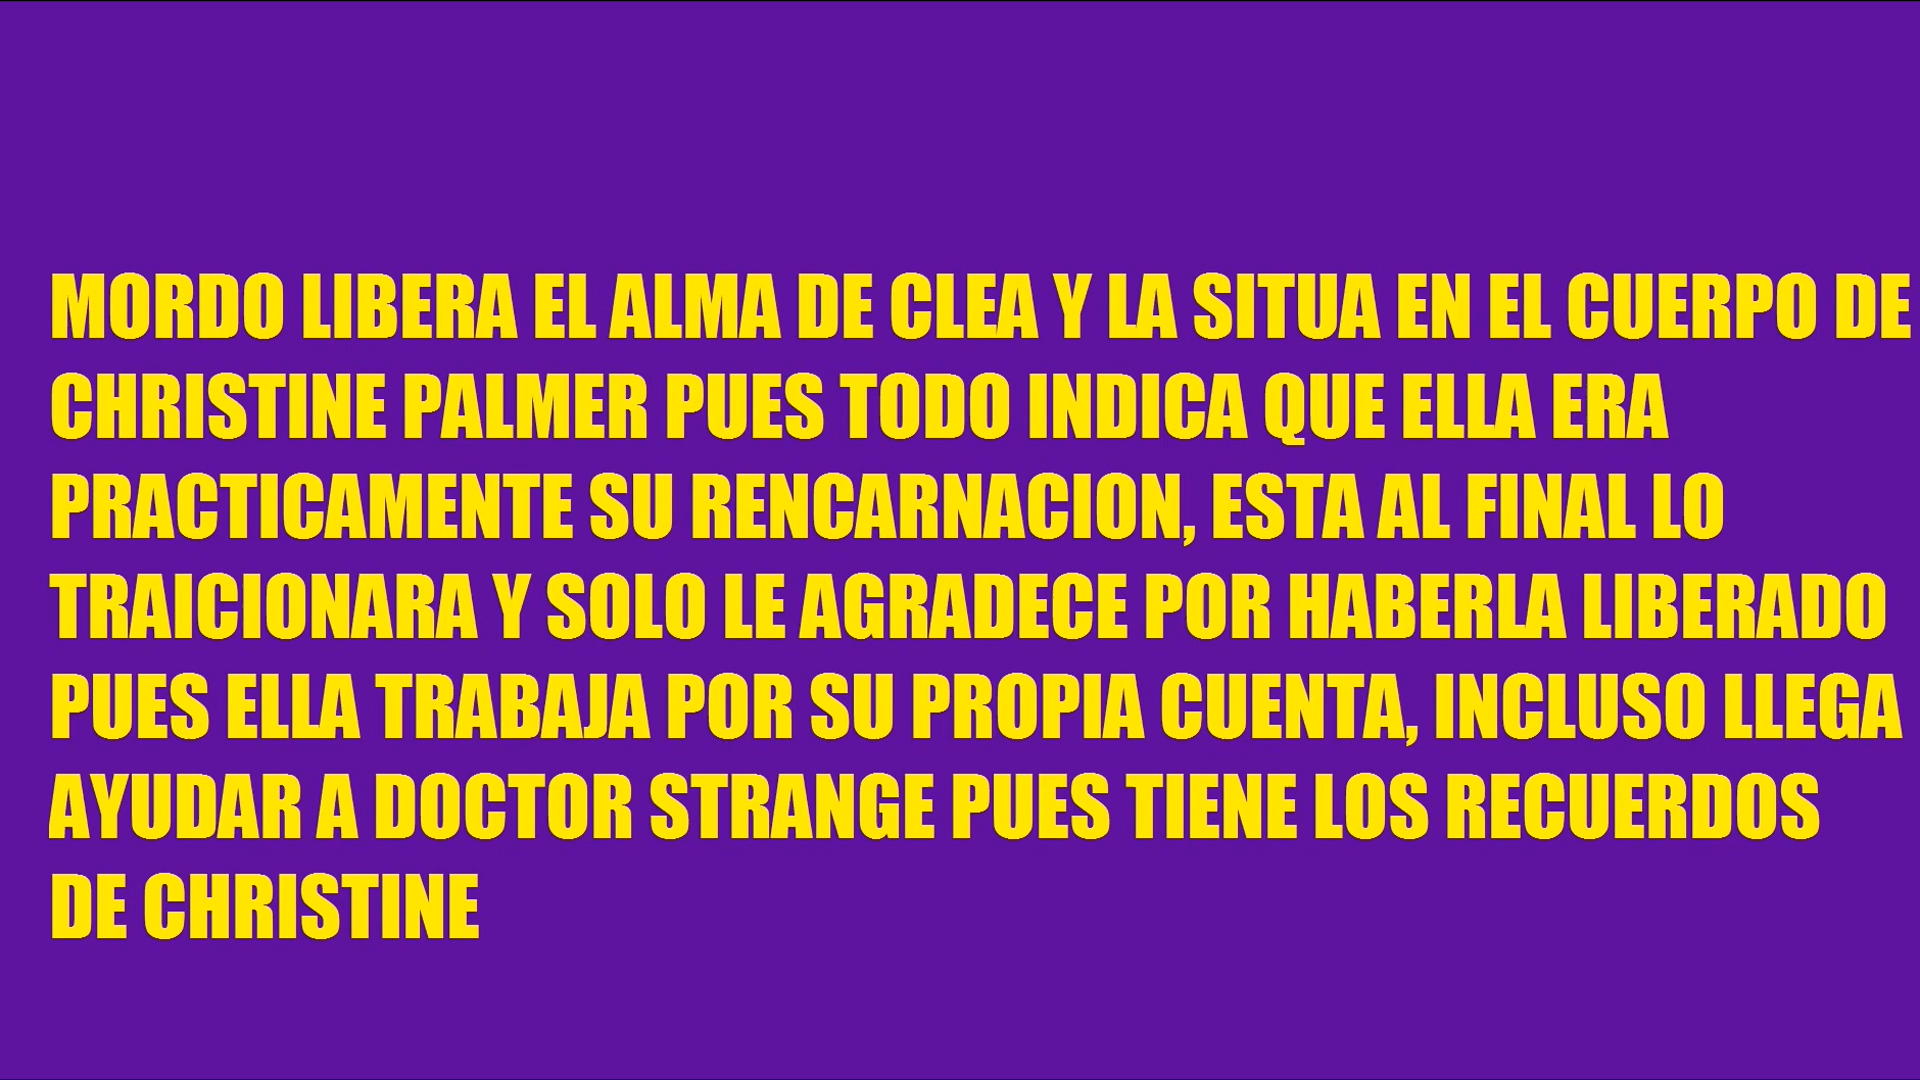 MORDO LIBERA EL ALMA DE CLEA Y LA SITUA EN EL CUERPO DE
CHRISTINE PALMER PUES TODO INDICA QUE ELLA ERA
PRACTICAMENTE SU RENCARNACION, ESTA AL FINAL LO
TRAICIONARA Y SOLO LE AGRADECE POR HABERLA LIBERADO
PUES ELLA TRABAJA POR SU PROPIA CUENTA, INCLUSO LLEGA
AYUDAR A DOCTOR STRANGE PUES TIENE LOS RECUERDOS
DE CHRISTINE